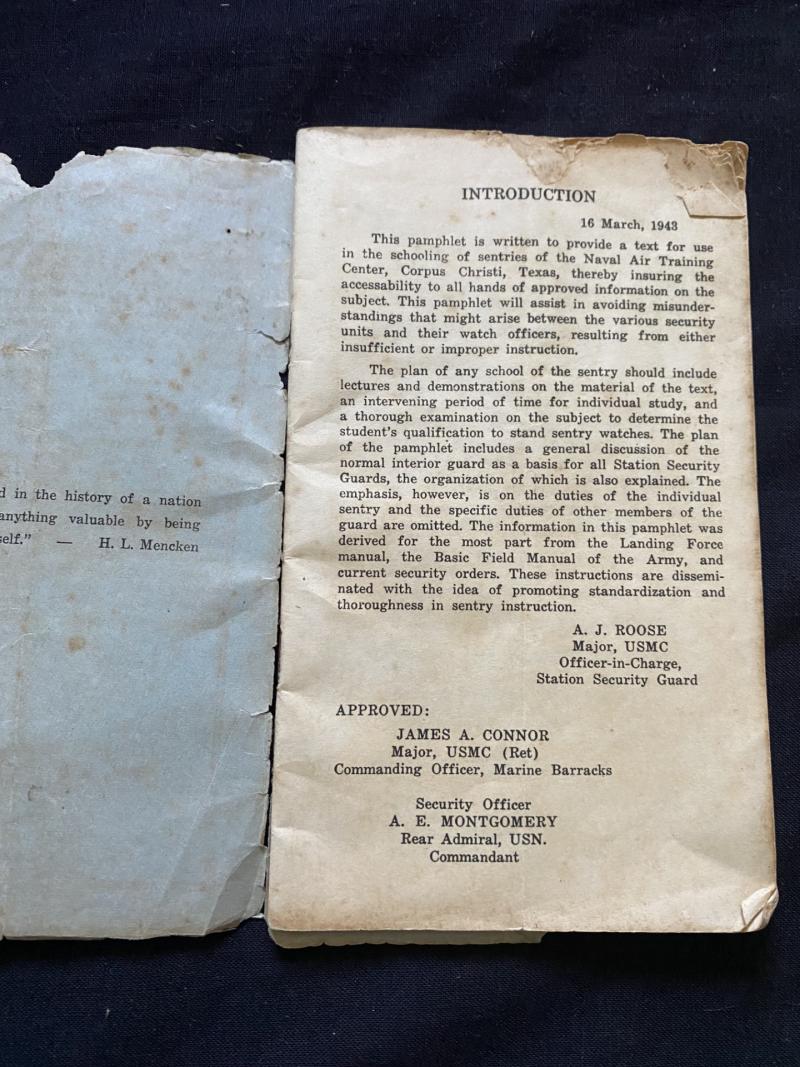 d in the history of a nation
anything valuable by being
self." — H. L. Mencken
INTRODUCTION
16 March, 1943
This pamphlet is written to provide a text for use
in the schooling of sentries of the Naval Air Training
Center, Corpus Christi, Texas, thereby insuring the
accessability to all hands of approved information on the
subject. This pamphlet will assist in avoiding misunder-
standings that might arise between the various security
units and their watch officers, resulting from either
insufficient or improper instruction.
The plan of any school of the sentry should include
lectures and demonstrations on the material of the text,
an intervening period of time for individual study, and
a thorough examination on the subject to determine the
student's qualification to stand sentry watches. The plan
of the pamphlet includes a general discussion of the
normal interior guard as a basis for all Station Security
Guards, the organization of which is also explained. The
emphasis, however, is on the duties of the individual
sentry and the specific duties of other members of the
guard are omitted. The information in this pamphlet was
derived for the most part from the Landing Force
manual, the Basic Field Manual of the Army, and
current security orders. These instructions are dissemi-
nated with the idea of promoting standardization and
thoroughness in sentry instruction.
A. J. ROOSE
Major, USMC
Officer-in-Charge,
Station Security Guard
APPROVED:
JAMES A. CONNOR
Major, USMC (Ret)
Commanding Officer, Marine Barracks
Security Officer
A. E. MONTGOMERY
Rear Admiral, USN.
Commandant